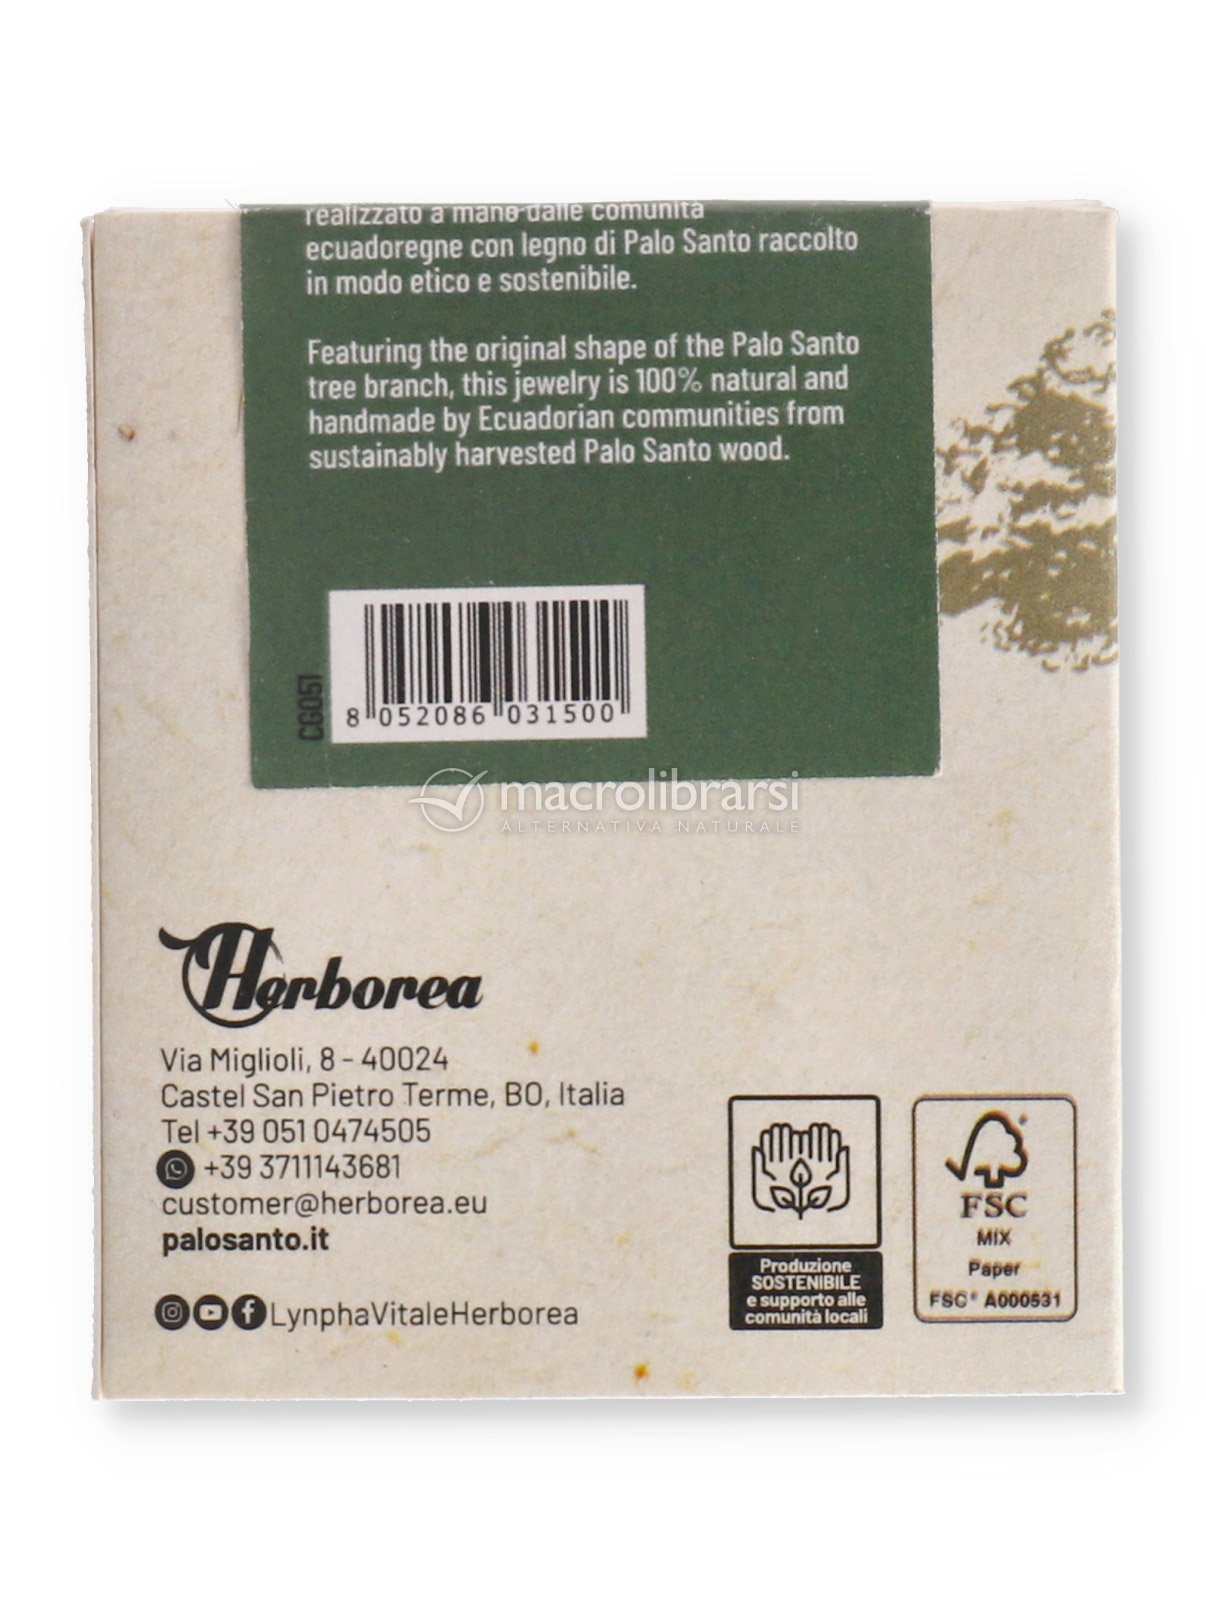 realizzato a mano dalle comunità
ecuadoregne con legno di Palo Santo raccolto
in modo etico e sostenibile.
Featuring the original shape of the Palo Santo
tree branch, this jewelry is 100% natural and
handmade by Ecuadorian communities from
sustainably harvested Palo Santo wood.
CG051
8 052086 031500
macrolibrarsi
ALTERNATIVA NATURALE
Herborea
Via Miglioli, 8 - 40024
Castel San Pietro Terme, BO, Italia
Tel +39 051 0474505
+39 3711143681
customer@herborea.eu
palosanto.it
LynphaVitaleHerborea
Produzione
SOSTENIBILE
e supporto alle
comunità locali
FSC
MIX
Paper
FSC® A000531